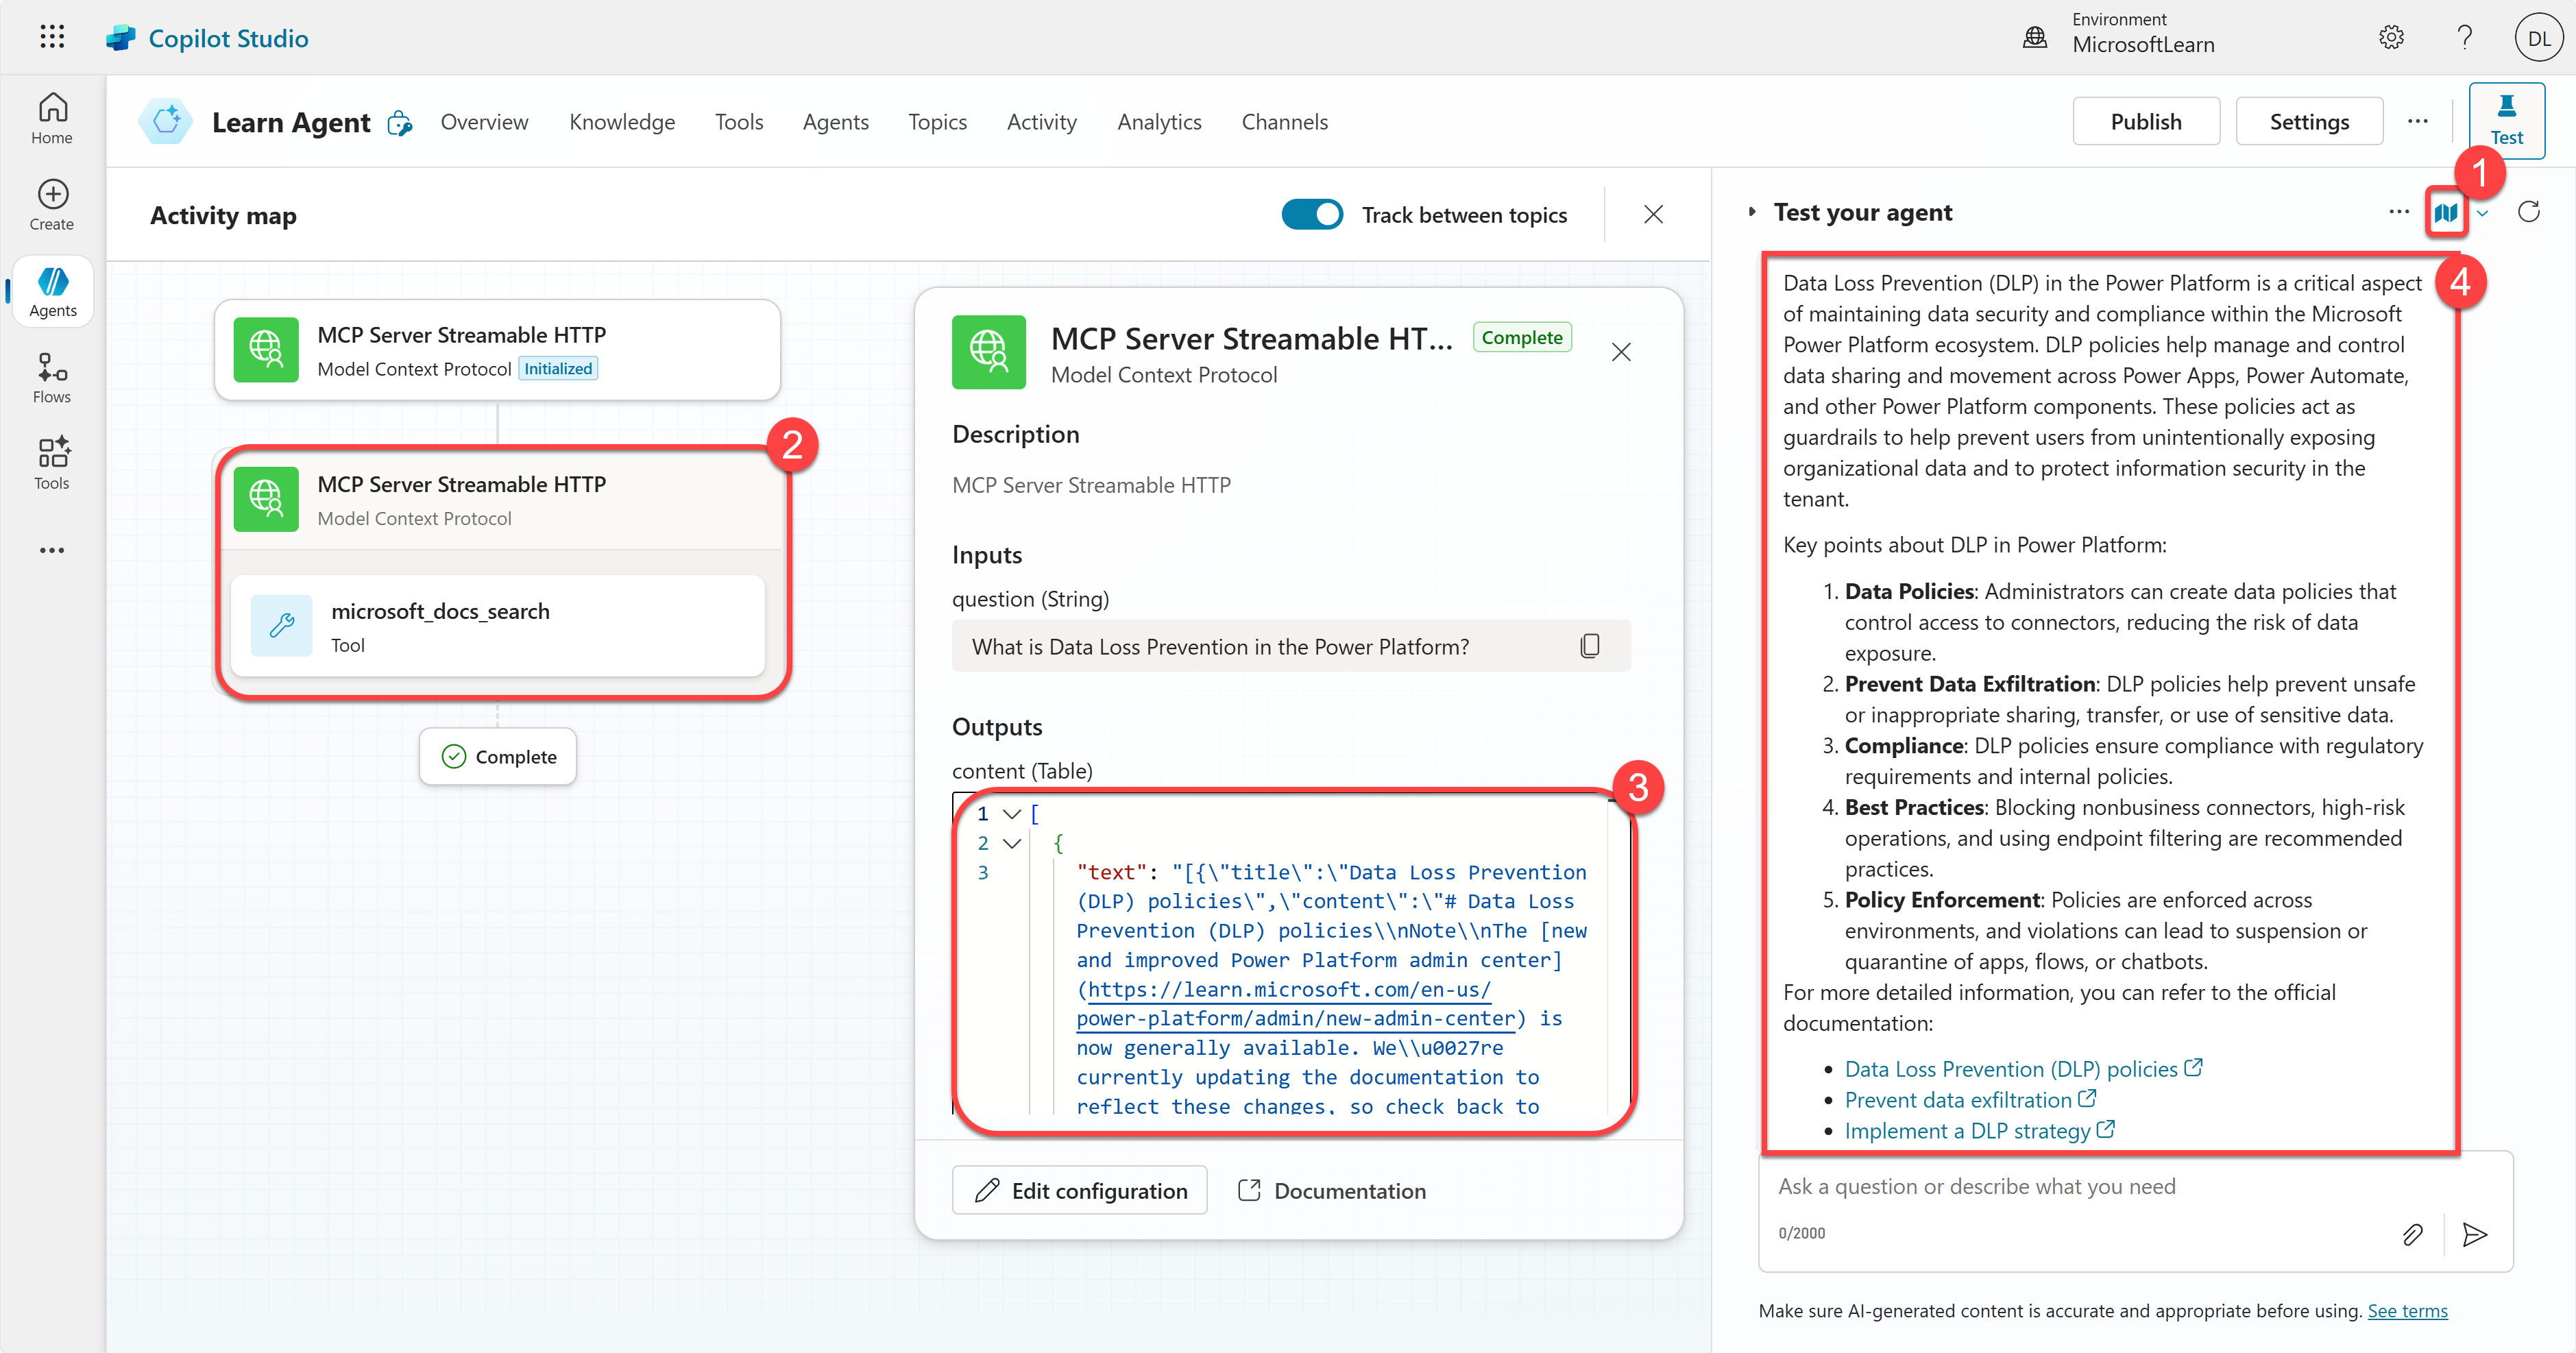 Copilot Studio
Environment
MicrosoftLearn
DL
Home
Create
Agents
Flows
Tools
Learn Agent
Overview
Knowledge
Tools
Agents
Topics
Activity
Analytics
Channels
Publish
Settings
Test
1
Activity map
Track between topics
MCP Server Streamable HTTP
Model Context Protocol
Initialized
2
MCP Server Streamable HTTP
Model Context Protocol
microsoft_docs_search
Tool
Complete
MCP Server Streamable HT...
Complete
Model Context Protocol
Description
MCP Server Streamable HTTP
Inputs
question (String)
What is Data Loss Prevention in the Power Platform?
Outputs
content (Table)
3
1 [
2 {
3 "text": "[{\"title\":\"Data Loss Prevention
(DLP) policies\",\"content\":\"# Data Loss
Prevention (DLP) policies\\nNote\\nThe [new
and improved Power Platform admin center]
(https://learn.microsoft.com/en-us/
power-platform/admin/new-admin-center) is
now generally available. We\\u0027re
currently updating the documentation to
reflect these changes, so check back to
Edit configuration
Documentation
Test your agent
4
Data Loss Prevention (DLP) in the Power Platform is a critical aspect
of maintaining data security and compliance within the Microsoft
Power Platform ecosystem. DLP policies help manage and control
data sharing and movement across Power Apps, Power Automate,
and other Power Platform components. These policies act as
guardrails to help prevent users from unintentionally exposing
organizational data and to protect information security in the
tenant.
Key points about DLP in Power Platform:
1. Data Policies: Administrators can create data policies that
control access to connectors, reducing the risk of data
exposure.
2. Prevent Data Exfiltration: DLP policies help prevent unsafe
or inappropriate sharing, transfer, or use of sensitive data.
3. Compliance: DLP policies ensure compliance with regulatory
requirements and internal policies.
4. Best Practices: Blocking nonbusiness connectors, high-risk
operations, and using endpoint filtering are recommended
practices.
5. Policy Enforcement: Policies are enforced across
environments, and violations can lead to suspension or
quarantine of apps, flows, or chatbots.
For more detailed information, you can refer to the official
documentation:
• Data Loss Prevention (DLP) policies
• Prevent data exfiltration
• Implement a DLP strategy
Ask a question or describe what you need
0/2000
Make sure AI-generated content is accurate and appropriate before using. See terms